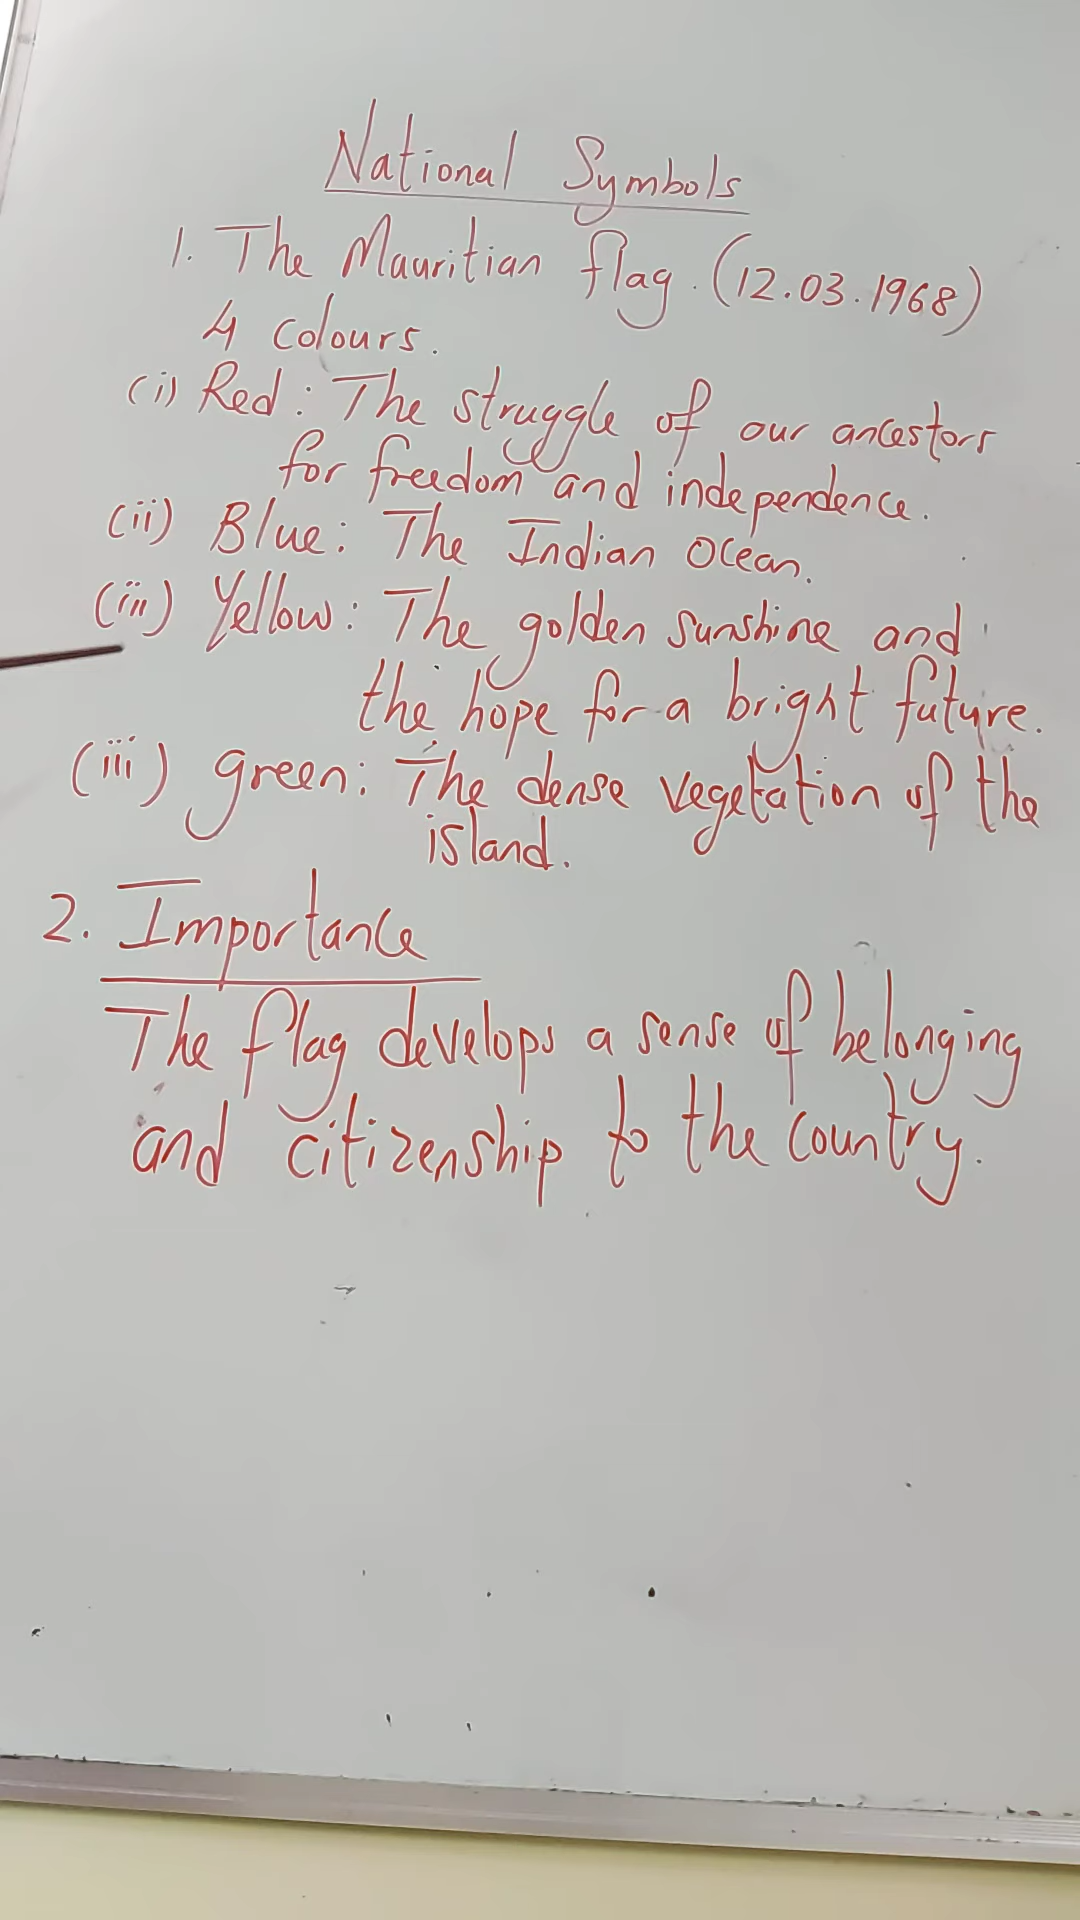 National Symbols
1. The Mauritian flag. (12.03.1968)
4 colours.
(i) Red: The struggle of our ancestors
for freedom and independence.
(ii) Blue: The Indian Ocean.
(iii) Yellow: The golden sunshine and
the hope for a bright future.
(iii) green: The dense vegetation of the
island.
2. Importance
The flag develops a sense of belonging
and citizenship to the country.